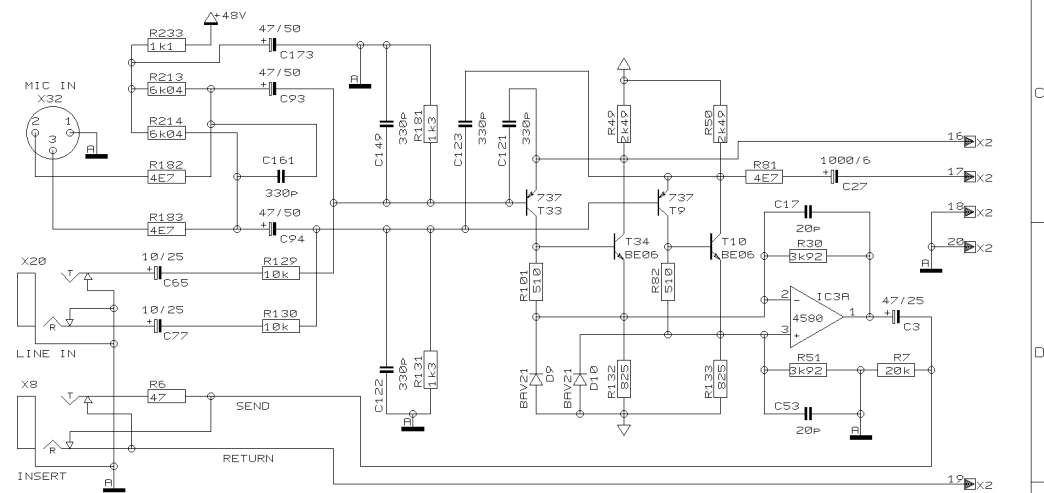 +48V
R233
1k1
47/50
+
C173
R213
6k04
47/50
+
C93
MIC IN
X32
2
1
3
A
R214
6k04
A
C149
330p
R181
1k3
C123
330p
C121
330p
R49
2k49
R50
2k49
C
16
X2
R182
4E7
C161
330p
R81
4E7
1000/6
+
C27
17
X2
R183
4E7
47/50
+
C94
737
T33
737
T9
C17
20p
18
X2
R30
3k92
20
X2
A
T34
BE06
T10
BE06
X20
T
R
LINE IN
10/25
+
C65
R129
10k
10/25
+
C77
R130
10k
R101
510
R82
510
2
3
-
+
IC3A
4580
1
47/25
+
C3
D
C122
330p
R131
1k3
A
BAV21
D9
BAV21
D10
R132
825
R133
825
R51
3k92
R7
20k
C53
20p
A
X8
T
R
INSERT
R6
47
SEND
RETURN
A
19
X2